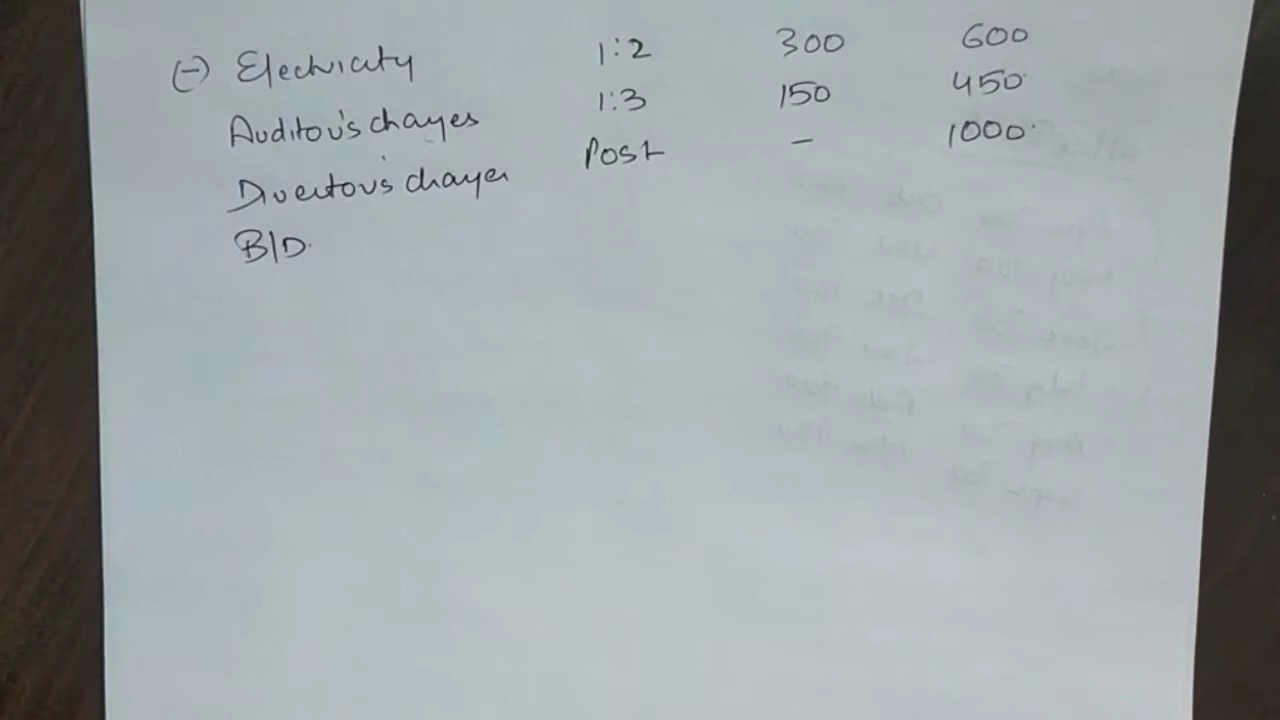 (-) Electricity 1:2 300 600
Auditor's charges 1:3 150 450
Director's charges Post - 1000
B/D.